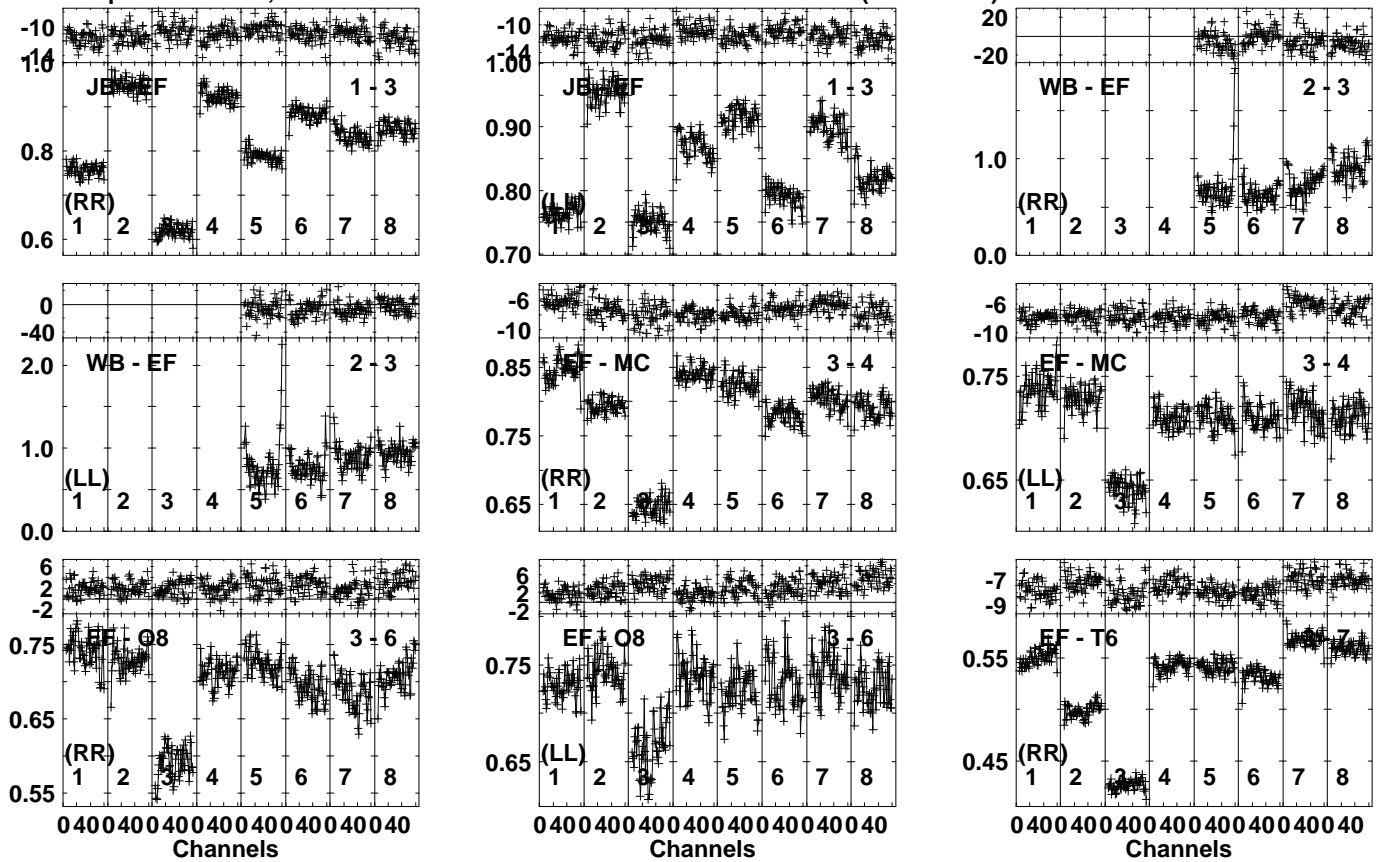 -10 -10 20
-14 -14 -20
1.0 JB - EF 1 - 3 1.00 JB - EF 1 - 3 WB - EF 2 - 3
0.90
0.8 1.0
0.80
(RR) (LL) (RR)
1 2 3 4 5 6 7 8 1 2 3 4 5 6 7 8 1 2 3 4 5 6 7 8
0.6 0.70 0.0
0 -6 -6
-40 -10 -10
2.0 WB - EF 2 - 3 0.85 EF - MC 3 - 4 0.75 EF - MC 3 - 4
1.0 0.75
(LL) (RR) 0.65 (LL)
1 2 3 4 5 6 7 8 0.65 1 2 3 4 5 6 7 8 1 2 3 4 5 6 7 8
0.0
6 6 -7
2 2 -9
-2 -2
0.75 EF - O8 3 - 6 0.75 EF - O8 3 - 6 0.55 EF - T6 3 - 7
0.65
(RR) 0.65 (LL) 0.45 (RR)
1 2 3 4 5 6 7 8 1 2 3 4 5 6 7 8 1 2 3 4 5 6 7 8
0.55
0 40 0 40 0 40 0 40 0 40 0 40 0 40 0 40 0 40 0 40 0 40 0 40 0 40 0 40 0 40 0 40 0 40 0 40 0 40 0 40 0 40 0 40 0 40 0 40
Channels Channels Channels